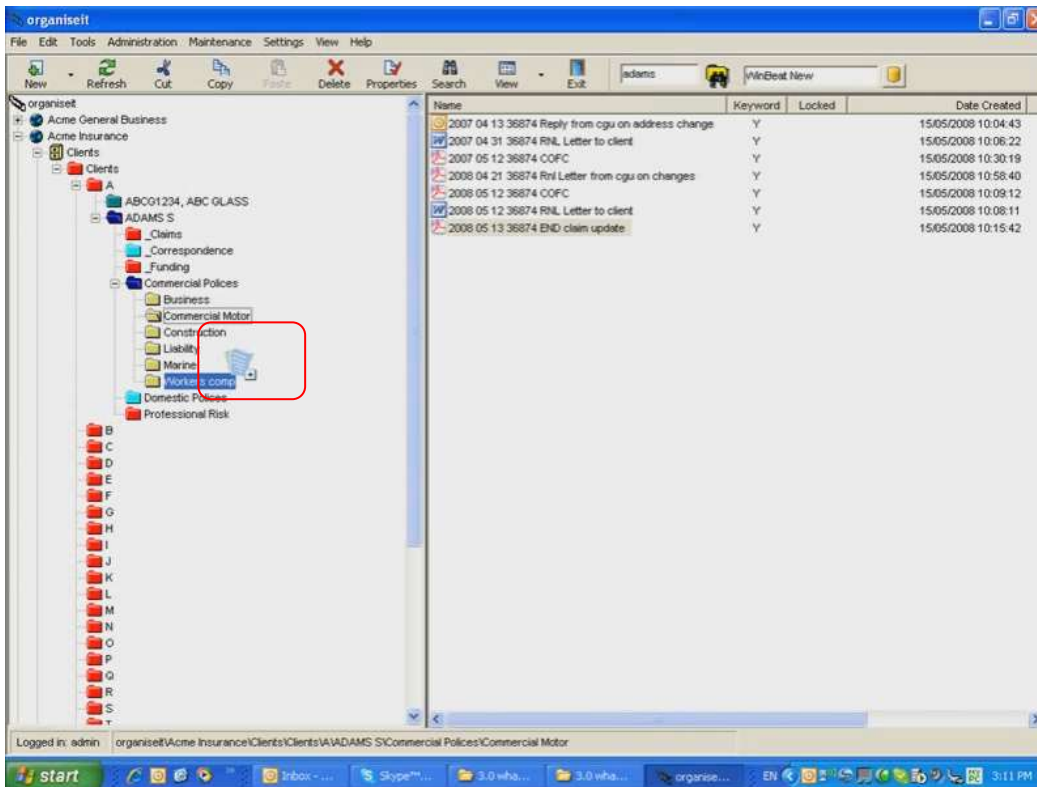 organiseit
File Edit Tools Administration Maintenance Settings View Help
New Refresh Cut Copy Paste Delete Properties Search View Exit adams WinBeat New
organiseit
Acme General Business
Acme Insurance
Clients
Clients
A
ABCG1234, ABC GLASS
ADAMS S
_Claims
_Correspondence
_Funding
Commercial Polices
Business
Commercial Motor
Construction
Liability
Marine
Workers comp
Domestic Polices
Professional Risk
B
C
D
E
F
G
H
I
J
K
L
M
N
O
P
Q
R
S
T
Name Keyword Locked Date Created
2007 04 13 36874 Reply from cgu on address change Y 15/05/2008 10:04:43
2007 04 31 36874 RNL Letter to client Y 15/05/2008 10:06:22
2007 05 12 36874 COFC Y 15/05/2008 10:30:19
2008 04 21 36874 Rnl Letter from cgu on changes Y 15/05/2008 10:58:40
2008 05 12 36874 COFC Y 15/05/2008 10:09:12
2008 05 12 36874 RNL Letter to client Y 15/05/2008 10:08:11
2008 05 13 36874 END claim update Y 15/05/2008 10:15:42
Logged in: admin organiseit\Acme Insurance\Clients\Clients\A\ADAMS S\Commercial Polices\Commercial Motor
start Inbox - ... Skype™... 3.0 wha... 3.0 wha... organise... EN 3:11 PM